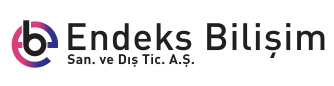 Endeks Bilişim
San. ve Dış Tic. A.Ş.